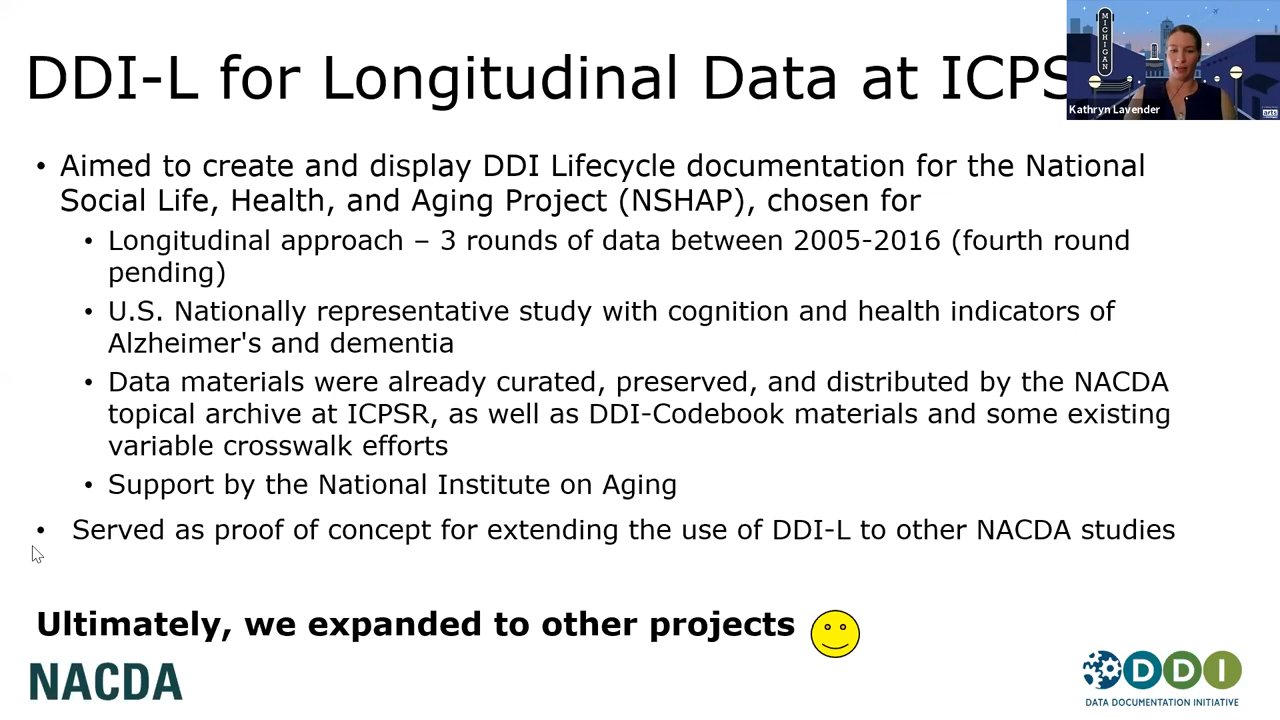 DDI-L for Longitudinal Data at ICPS
MICHIGAN
Kathryn Lavender
arts
• Aimed to create and display DDI Lifecycle documentation for the National
Social Life, Health, and Aging Project (NSHAP), chosen for
• Longitudinal approach – 3 rounds of data between 2005-2016 (fourth round
pending)
• U.S. Nationally representative study with cognition and health indicators of
Alzheimer's and dementia
• Data materials were already curated, preserved, and distributed by the NACDA
topical archive at ICPSR, as well as DDI-Codebook materials and some existing
variable crosswalk efforts
• Support by the National Institute on Aging
• Served as proof of concept for extending the use of DDI-L to other NACDA studies
Ultimately, we expanded to other projects
NACDA
DDI
DATA DOCUMENTATION INITIATIVE